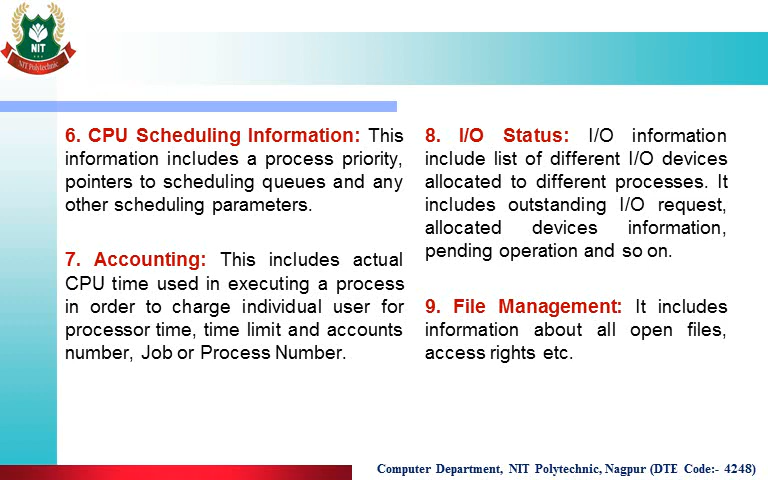 NIT
NIT Polytechnic
6. CPU Scheduling Information: This
information includes a process priority,
pointers to scheduling queues and any
other scheduling parameters.
7. Accounting: This includes actual
CPU time used in executing a process
in order to charge individual user for
processor time, time limit and accounts
number, Job or Process Number.
8. I/O Status: I/O information
include list of different I/O devices
allocated to different processes. It
includes outstanding I/O request,
allocated devices information,
pending operation and so on.
9. File Management: It includes
information about all open files,
access rights etc.
Computer Department, NIT Polytechnic, Nagpur (DTE Code:- 4248)